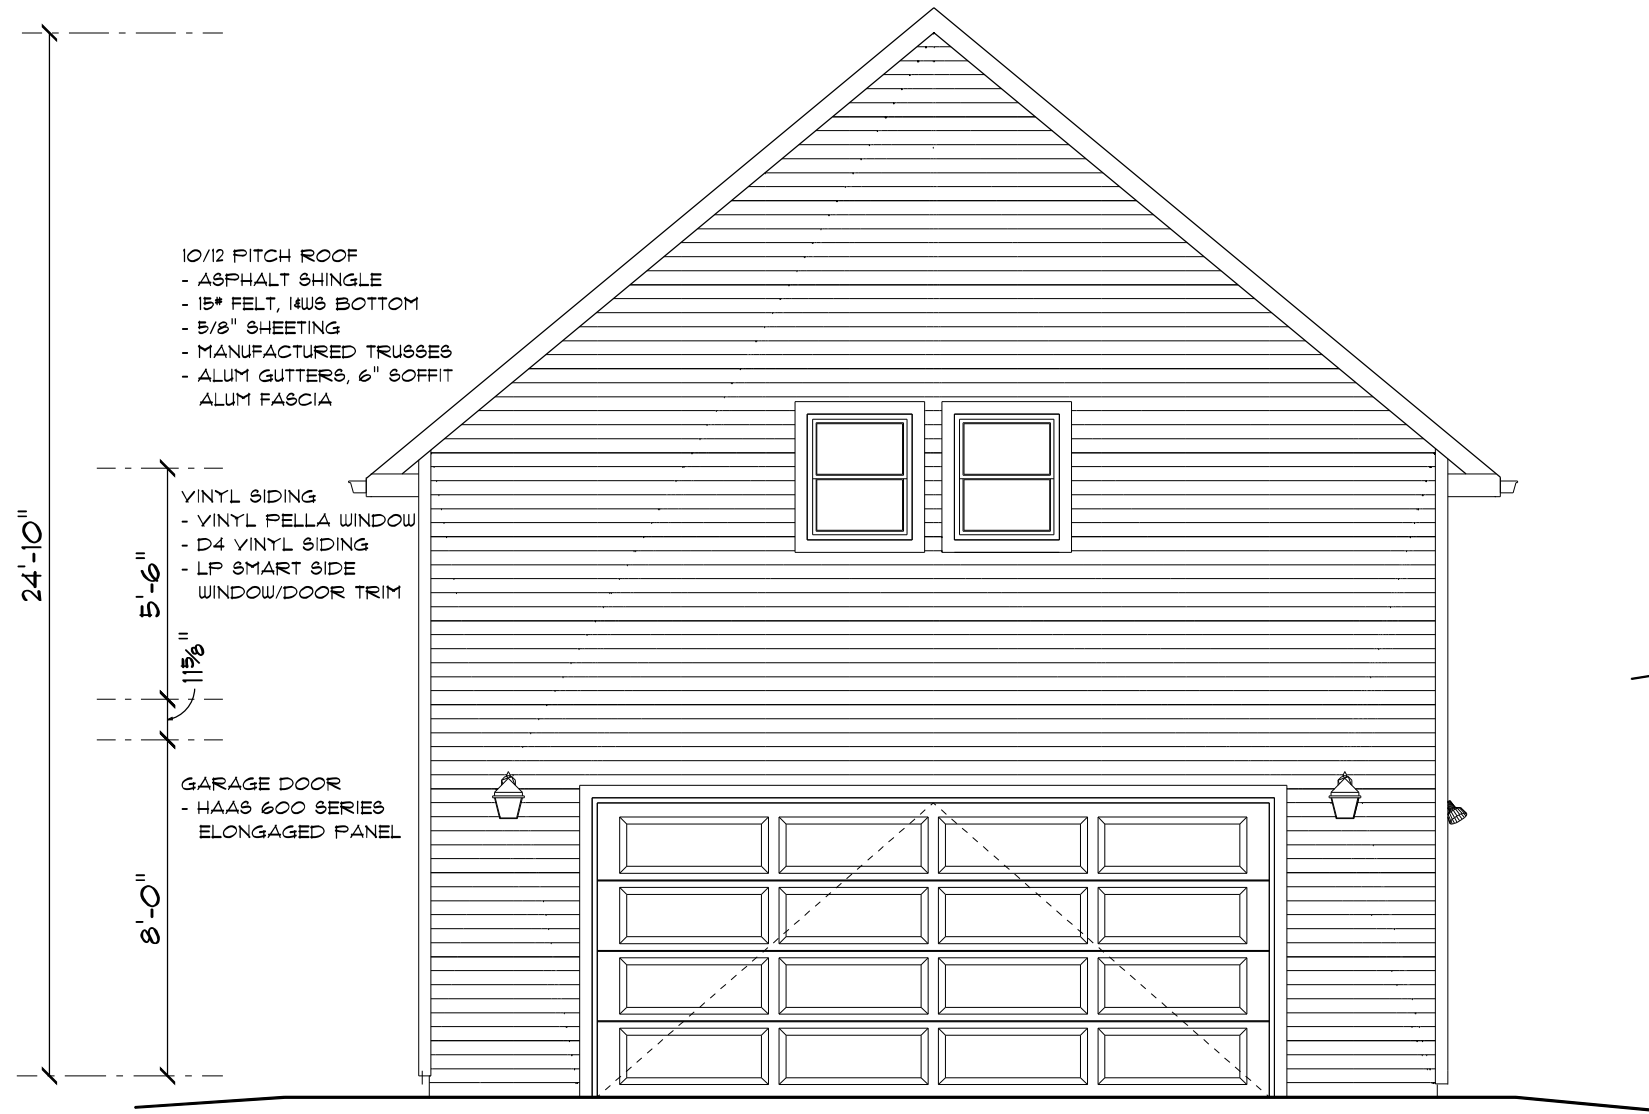 10/12 PITCH ROOF
- ASPHALT SHINGLE
- 15# FELT, I&WS BOTTOM
- 5/8" SHEETING
- MANUFACTURED TRUSSES
- ALUM GUTTERS, 6" SOFFIT
ALUM FASCIA
VINYL SIDING
- VINYL PELLA WINDOW
- D4 VINYL SIDING
- LP SMART SIDE
WINDOW/DOOR TRIM
24'-10"
5'-6"
11 5/8"
GARAGE DOOR
- HAAS 600 SERIES
ELONGAGED PANEL
8'-0"